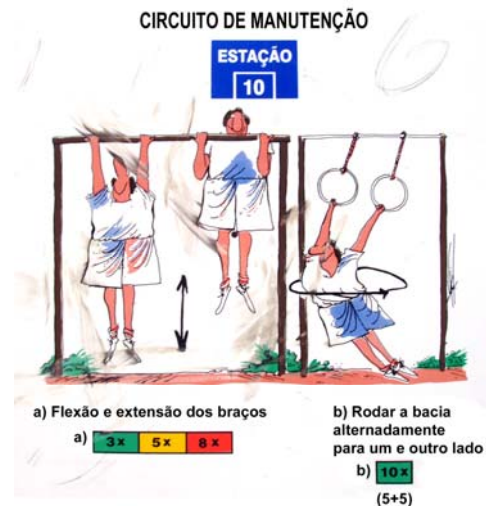 CIRCUITO DE MANUTENÇÃO
ESTAÇÃO
10
a) Flexão e extensão dos braços
a) 3x 5x 8x
b) Rodar a bacia
alternadamente
para um e outro lado
b) 10x
(5+5)